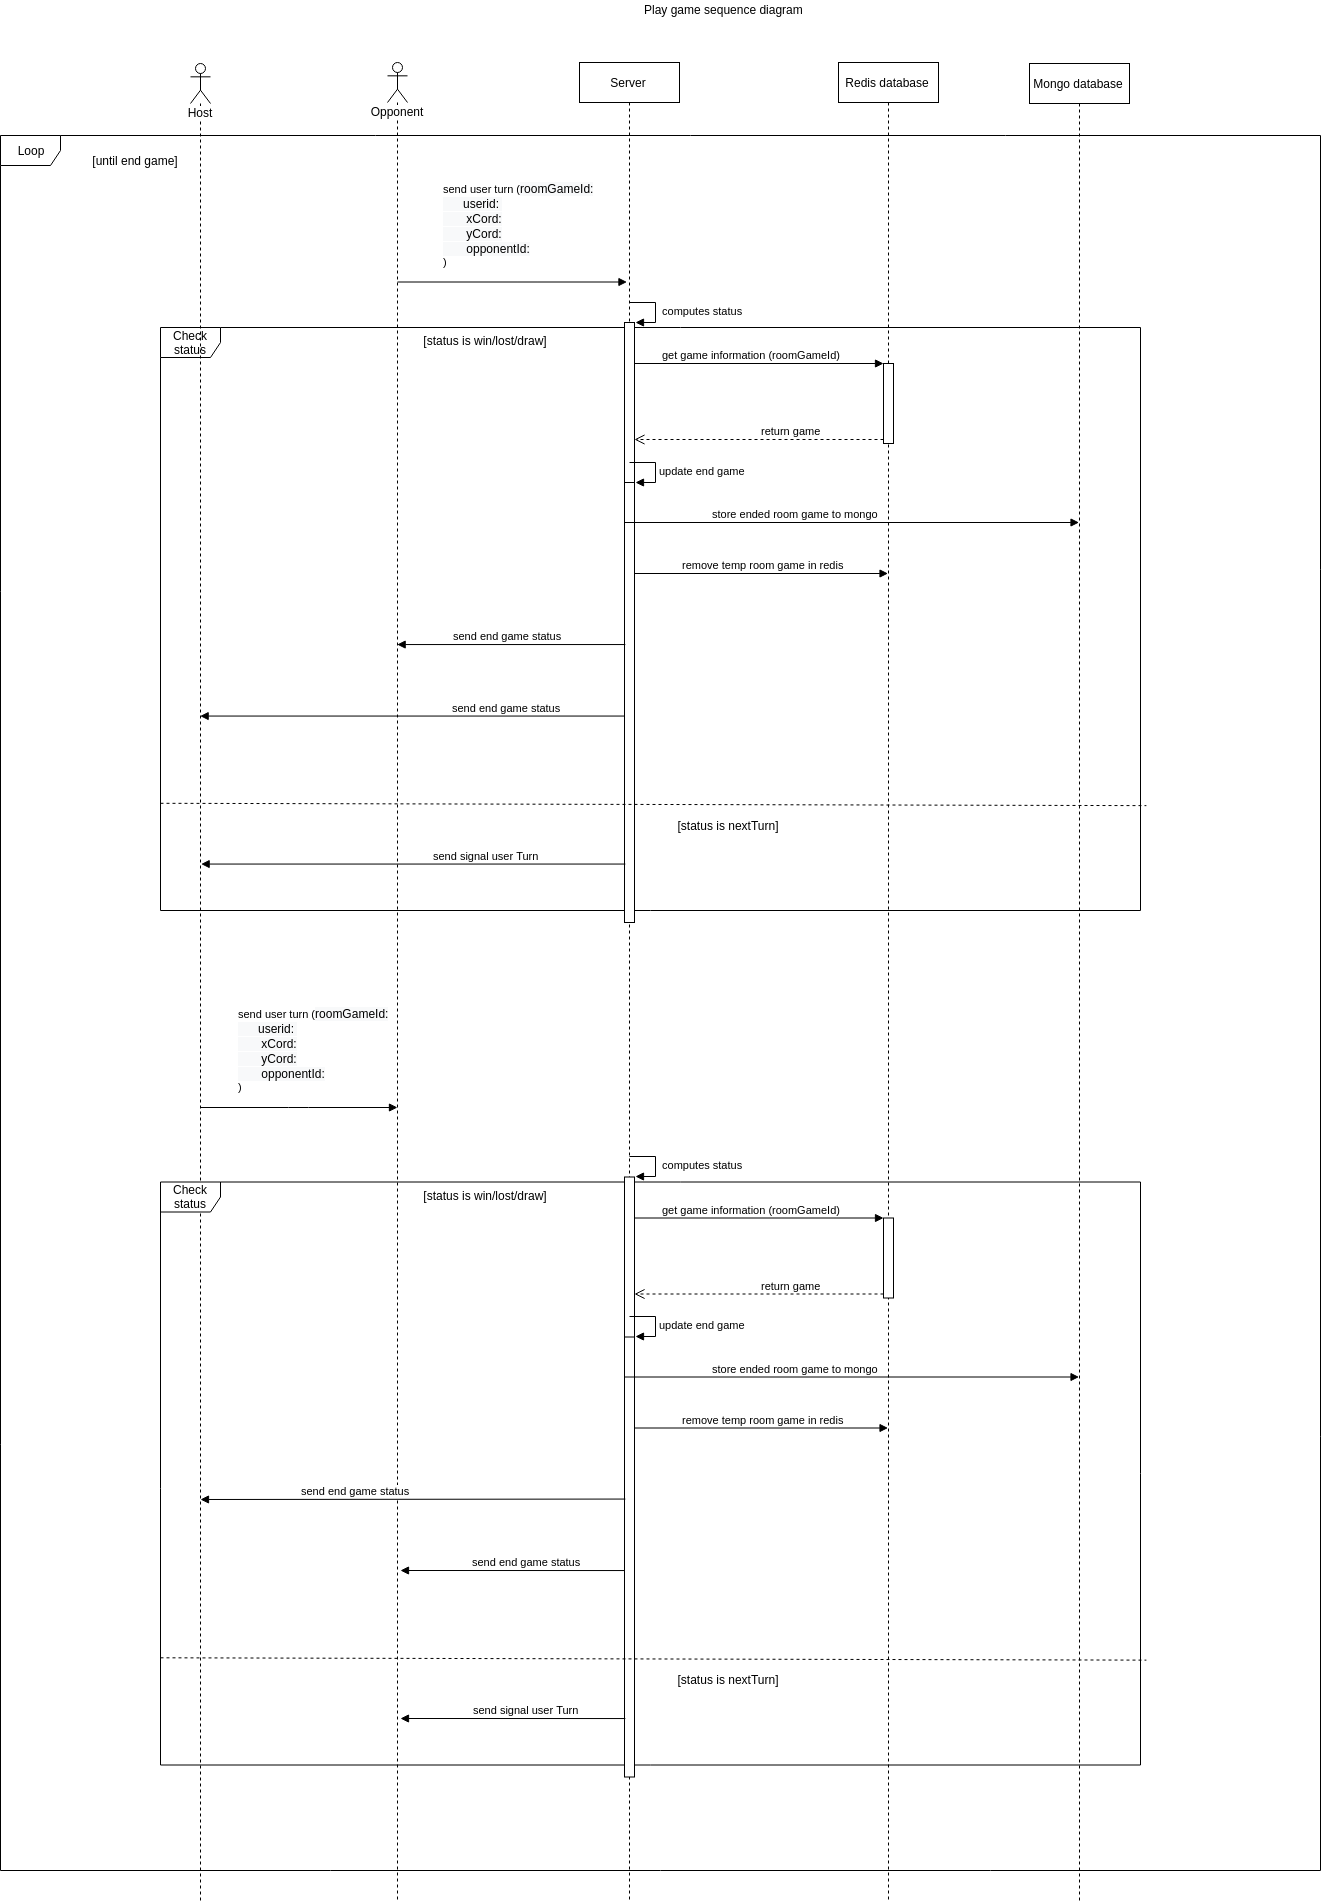 Play game sequence diagram
Host
Opponent
Server
Redis database
Mongo database
Loop
[until end game]
send user turn (roomGameId:
userid:
xCord:
yCord:
opponentId:
)
computes status
Check
status
[status is win/lost/draw]
get game information (roomGameId)
return game
update end game
store ended room game to mongo
remove temp room game in redis
send end game status
send end game status
[status is nextTurn]
send signal user Turn
send user turn (roomGameId:
userid:
xCord:
yCord:
opponentId:
)
computes status
Check
status
[status is win/lost/draw]
get game information (roomGameId)
return game
update end game
store ended room game to mongo
remove temp room game in redis
send end game status
send end game status
[status is nextTurn]
send signal user Turn